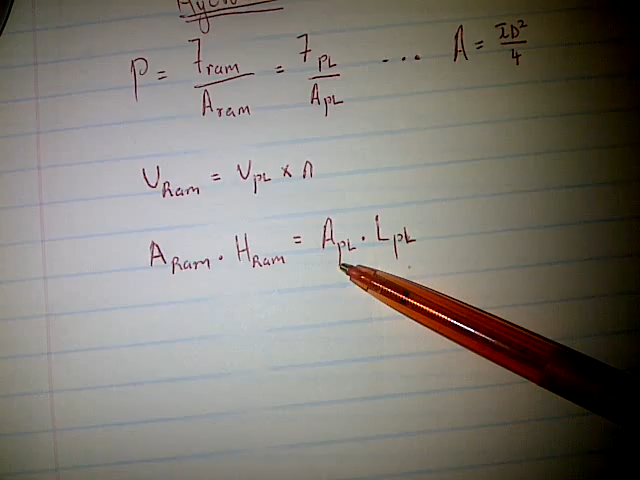 P = F_ram / A_ram = F_PL / A_PL ... A = πD² / 4
V_Ram = V_PL × n
A_Ram . H_Ram = A_PL . L_PL